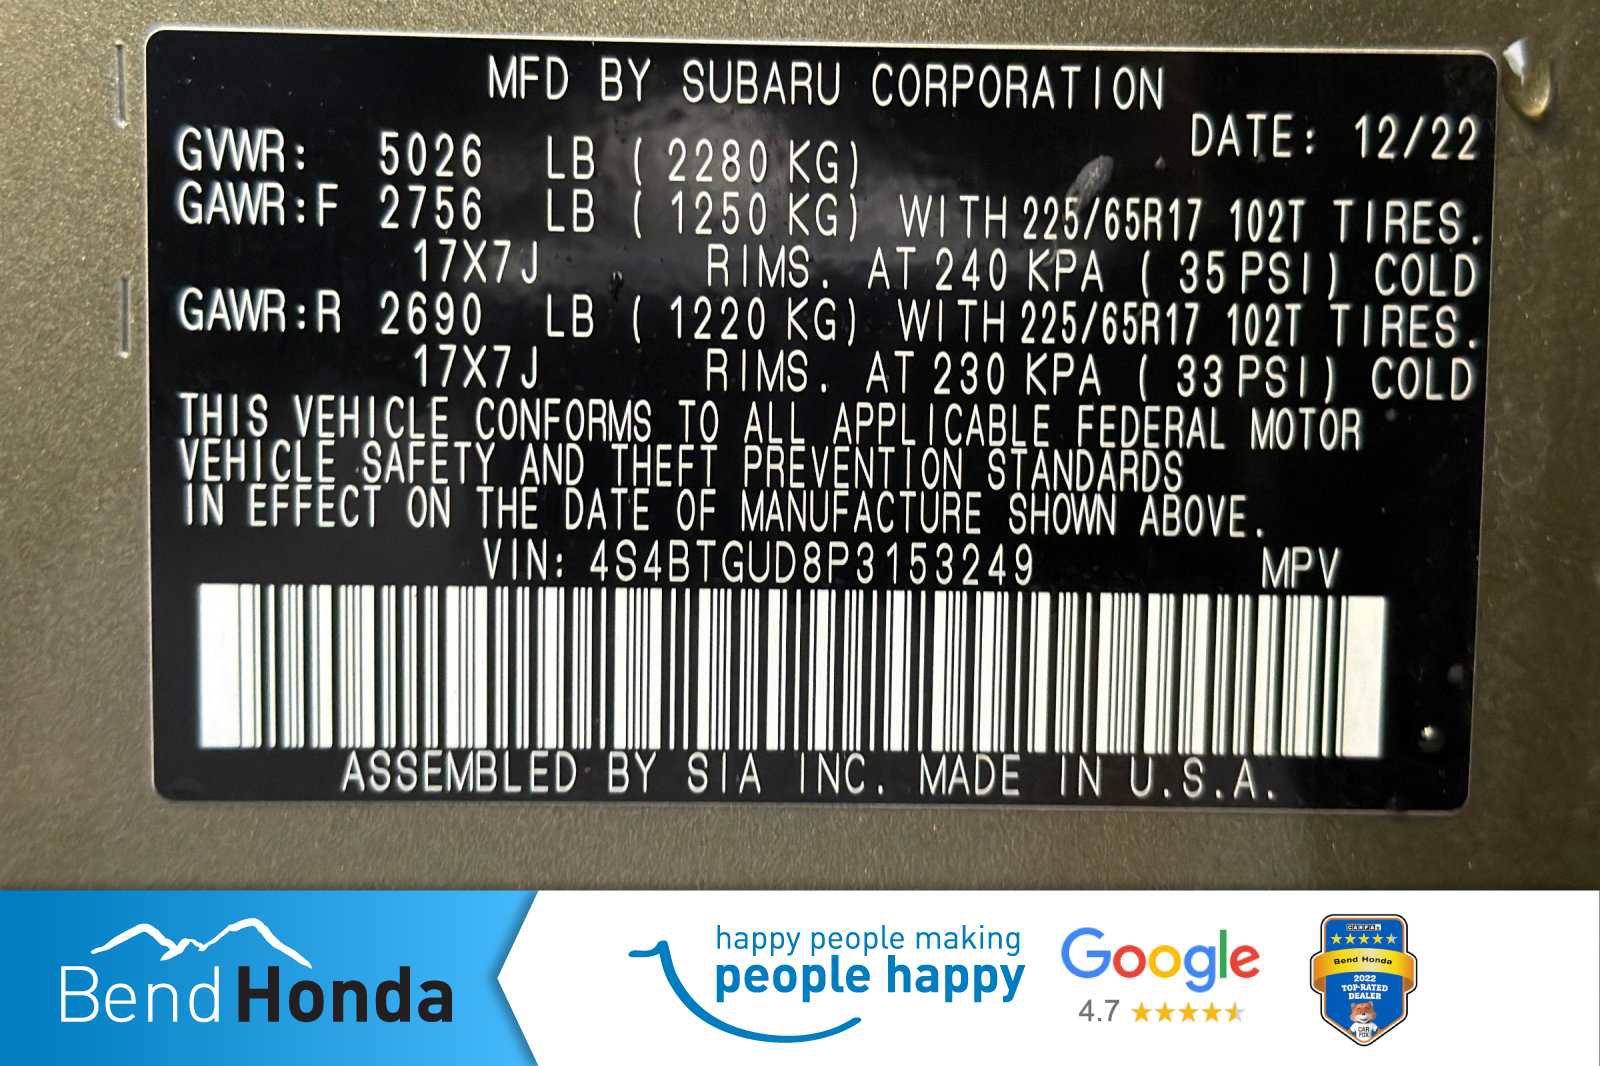 MFD BY SUBARU CORPORATION
DATE: 12/22
GVWR: 5026 LB ( 2280 KG)
GAWR:F 2756 LB ( 1250 KG) WITH 225/65R17 102T TIRES.
17X7J RIMS. AT 240 KPA ( 35 PSI) COLD
GAWR:R 2690 LB ( 1220 KG) WITH 225/65R17 102T TIRES.
17X7J RIMS. AT 230 KPA ( 33 PSI) COLD
THIS VEHICLE CONFORMS TO ALL APPLICABLE FEDERAL MOTOR
VEHICLE SAFETY AND THEFT PREVENTION STANDARDS
IN EFFECT ON THE DATE OF MANUFACTURE SHOWN ABOVE.
VIN: 4S4BTGUD8P3153249 MPV
ASSEMBLED BY SIA INC. MADE IN U.S.A.
Bend Honda
happy people making
people happy
Google
4.7
CARFAX
Bend Honda
2022
TOP-RATED
DEALER
CAR
FOX